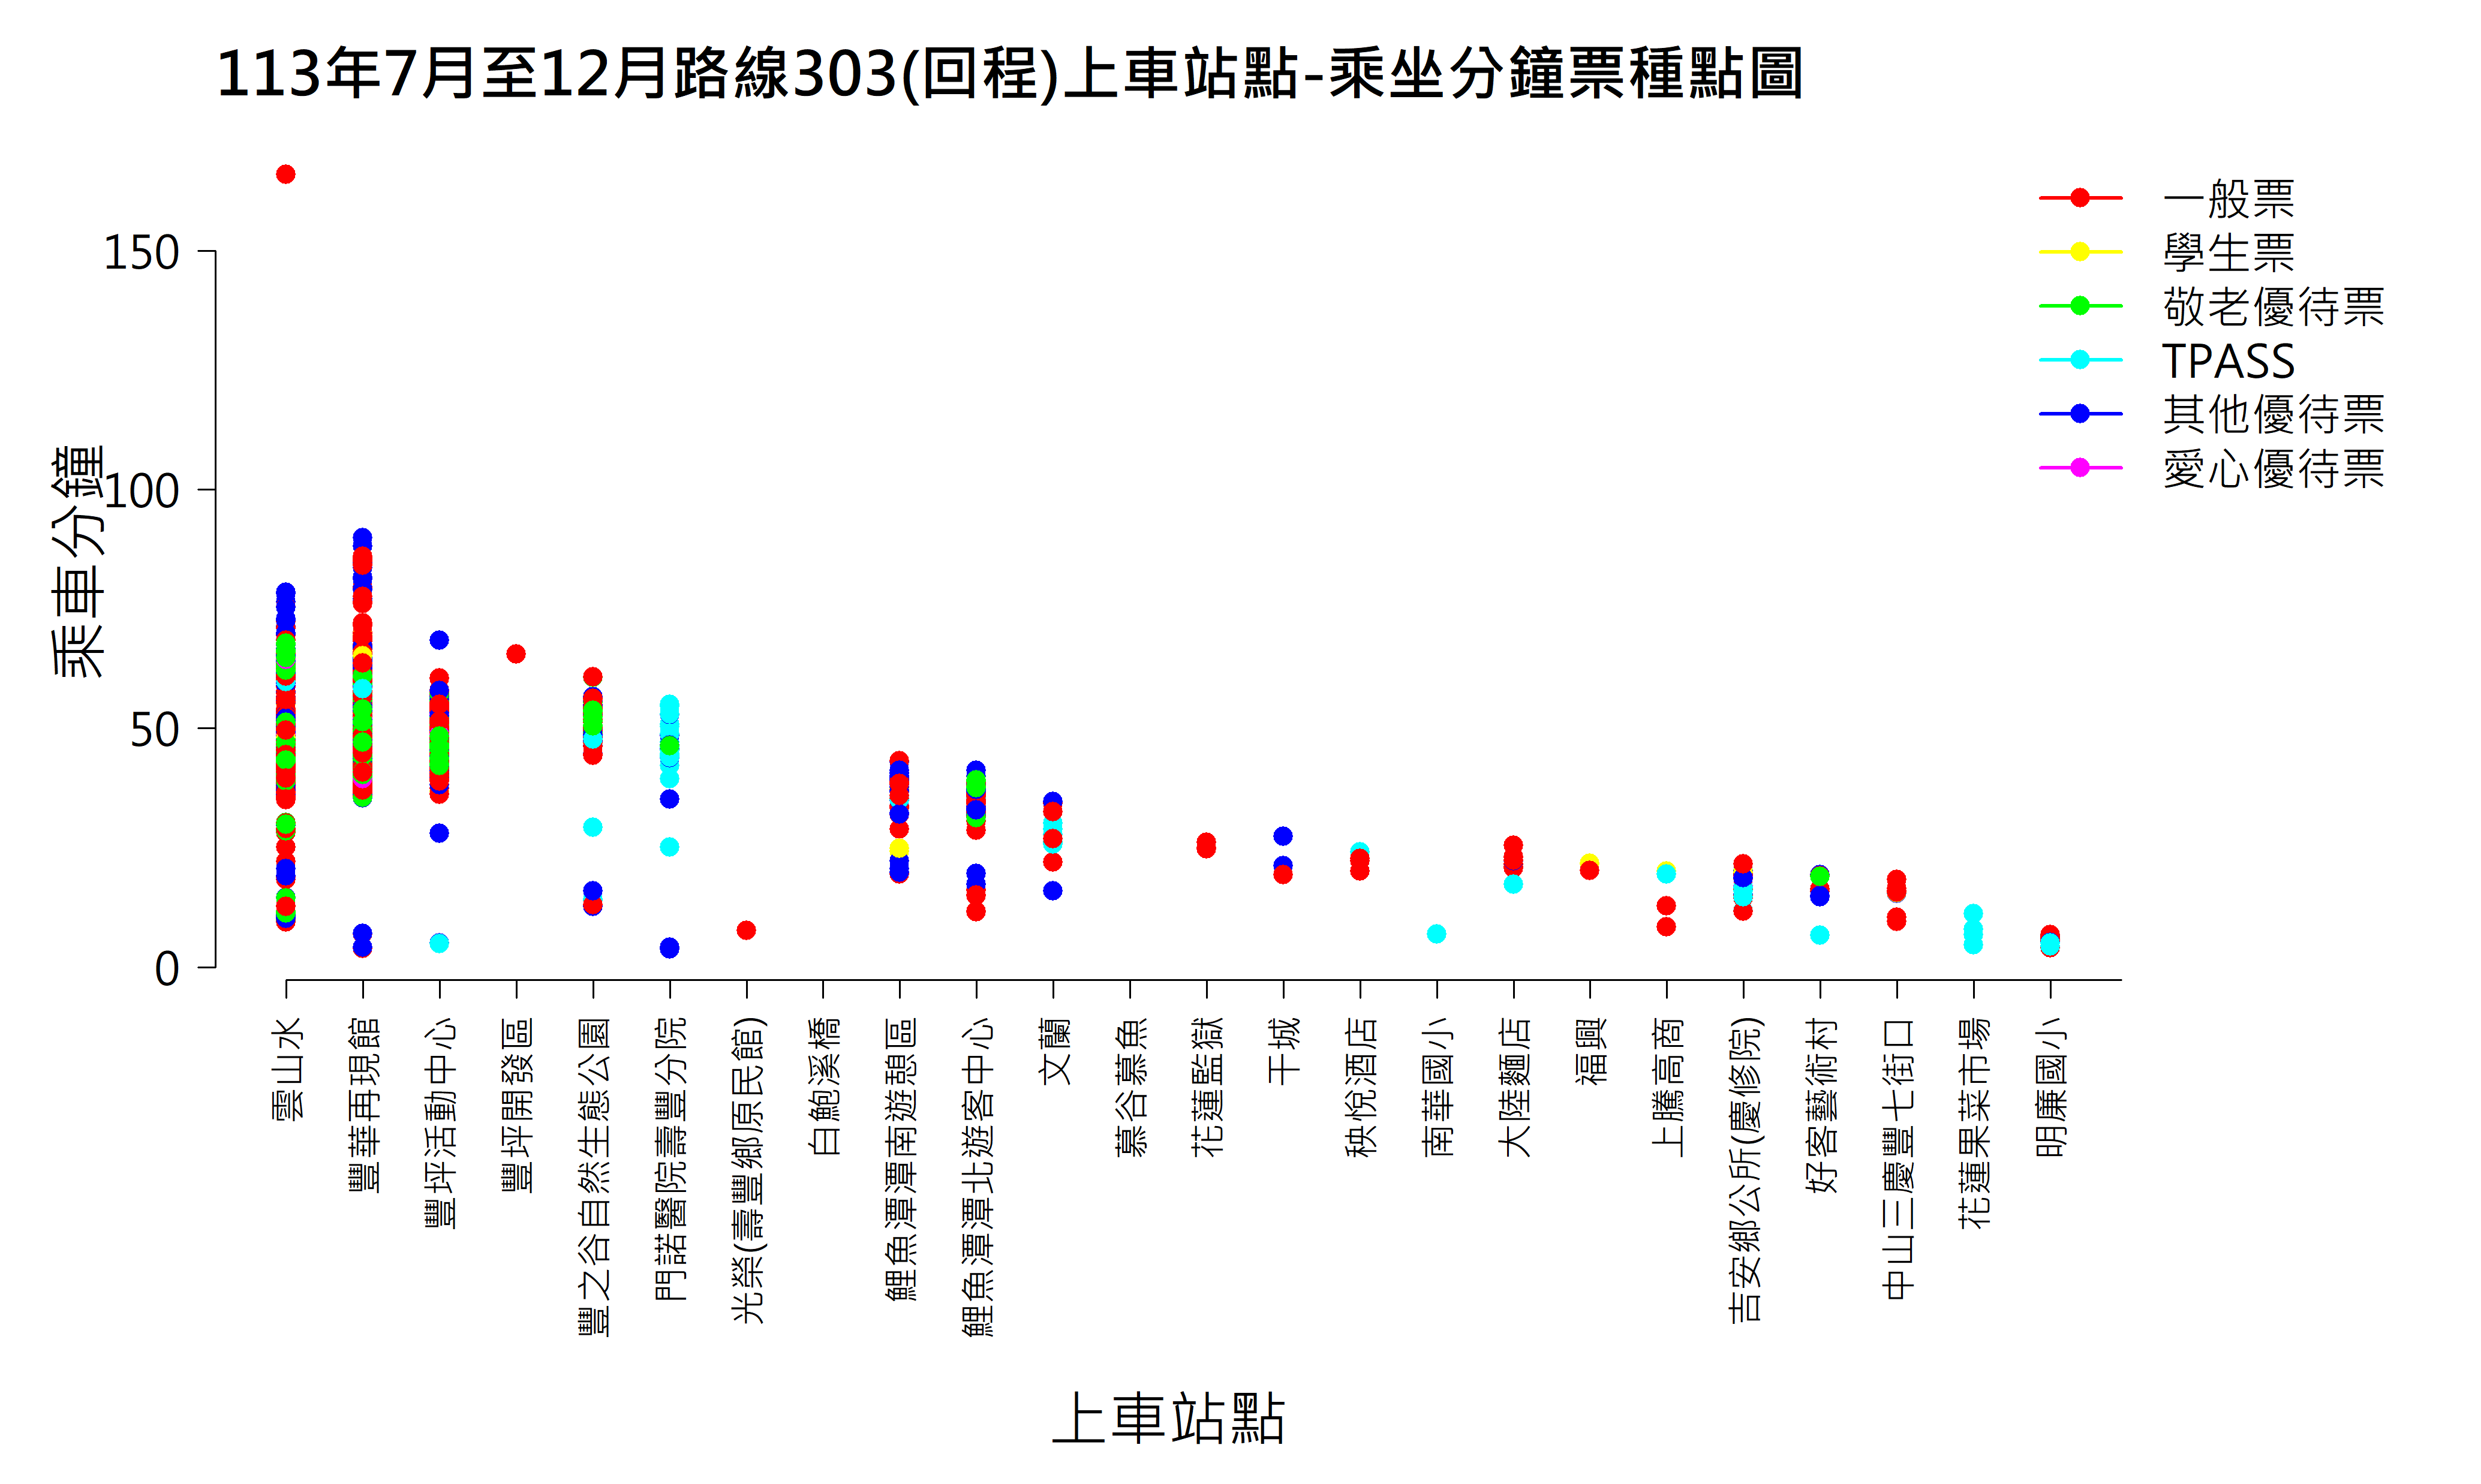 113年7月至12月路線303(回程)上車站點-乘坐分鐘票種點圖
一般票
學生票
敬老優待票
TPASS
其他優待票
愛心優待票
乘車分鐘
150
100
50
0
雲山水
豐華再現館
豐坪活動中心
豐坪開發區
豐之谷自然生態公園
門諾醫院壽豐分院
光榮(壽豐鄉原民館)
白鮑溪橋
鯉魚潭潭南遊憩區
鯉魚潭潭北遊客中心
文蘭
慕谷慕魚
花蓮監獄
干城
秧悅酒店
南華國小
大陸麵店
福興
上騰高商
吉安鄉公所(慶修院)
好客藝術村
中山三慶豐七街口
花蓮果菜市場
明廉國小
上車站點